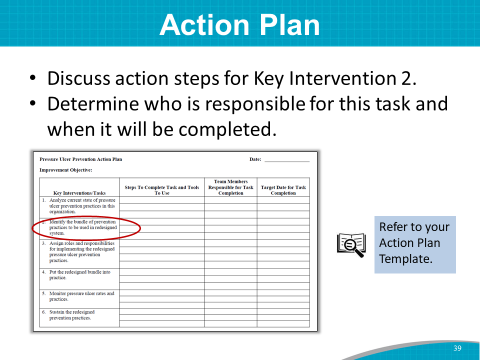 Action Plan
• Discuss action steps for Key Intervention 2.
• Determine who is responsible for this task and
when it will be completed.
Pressure Ulcer Prevention Action Plan Date: ____________
Improvement Objective:
Key Interventions/Tasks
Steps To Complete Task and Tools
To Use
Team Members
Responsible for Task
Completion
Target Date for Task
Completion
1. Analyze current state of pressure
ulcer prevention practices in this
organization.
2. Identify the bundle of prevention
practices to be used in redesigned
system.
3. Assign roles and responsibilities
for implementing the redesigned
pressure ulcer prevention
practices.
4. Put the redesigned bundle into
practice.
5. Monitor pressure ulcer rates and
practices.
6. Sustain the redesigned
prevention practices.
Refer to your
Action Plan
Template.
39